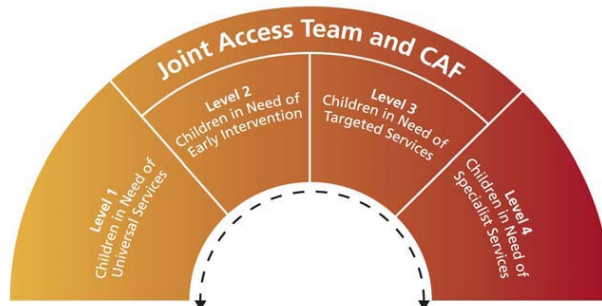 Joint Access Team and CAF
Level 1
Children in Need of
Universal Services
Level 2
Children in Need of
Early Intervention
Level 3
Children in Need of
Targeted Services
Level 4
Children in Need of
Specialist Services